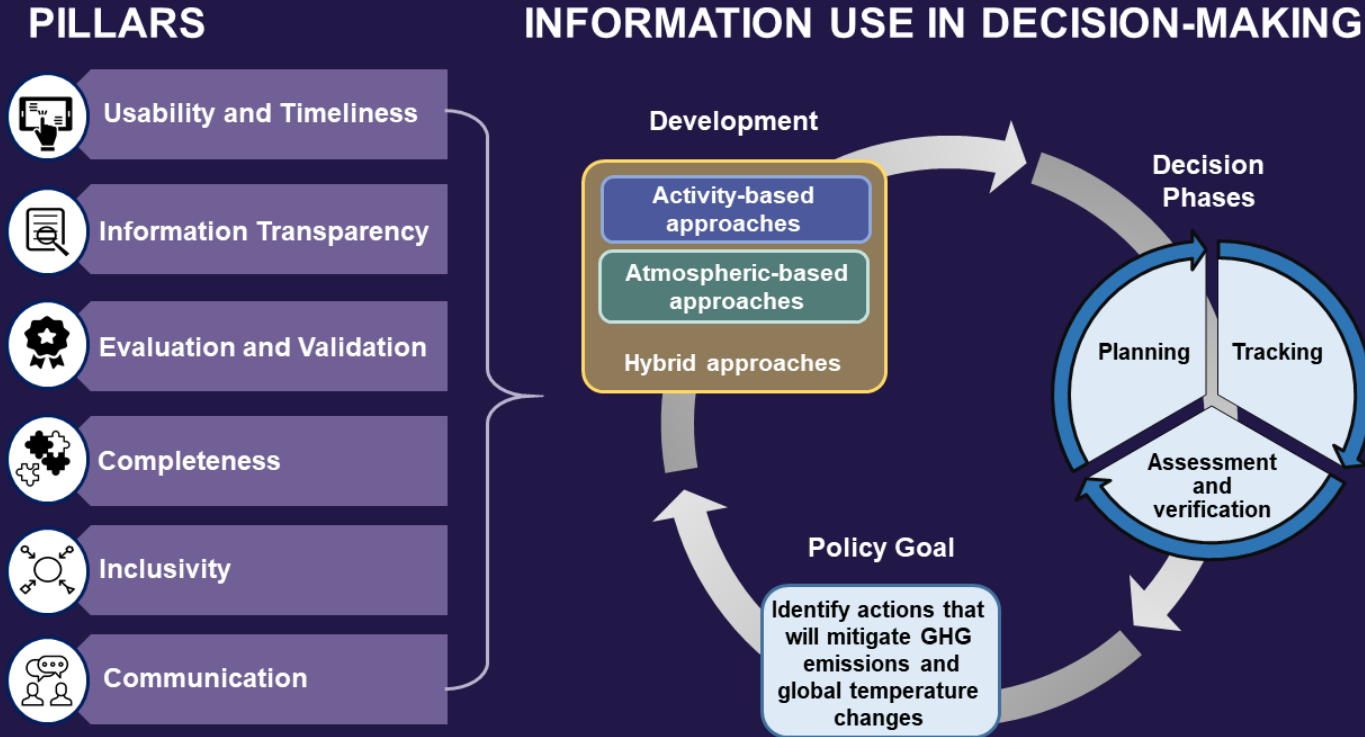 PILLARS
Usability and Timeliness
Information Transparency
Evaluation and Validation
Completeness
Inclusivity
Communication
INFORMATION USE IN DECISION-MAKING
Development
Activity-based
approaches
Atmospheric-based
approaches
Hybrid approaches
Decision
Phases
Planning
Tracking
Assessment
and
verification
Policy Goal
Identify actions that
will mitigate GHG
emissions and
global temperature
changes